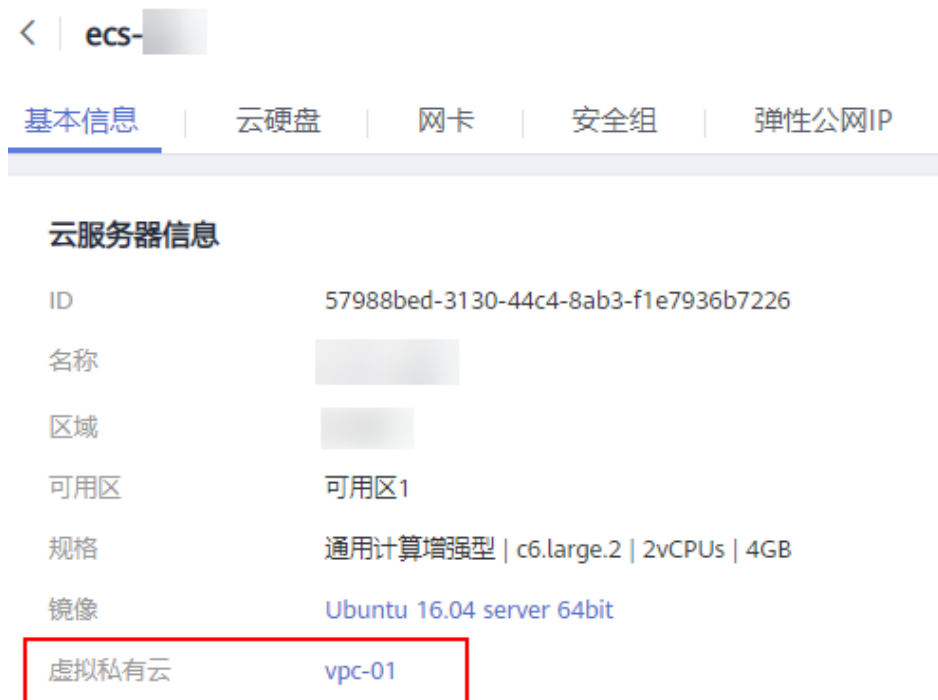 ecs-
基本信息 云硬盘 网卡 安全组 弹性公网IP
云服务器信息
ID 57988bed-3130-44c4-8ab3-f1e7936b7226
名称
区域
可用区 可用区1
规格 通用计算增强型 | c6.large.2 | 2vCPUs | 4GB
镜像 Ubuntu 16.04 server 64bit
虚拟私有云 vpc-01